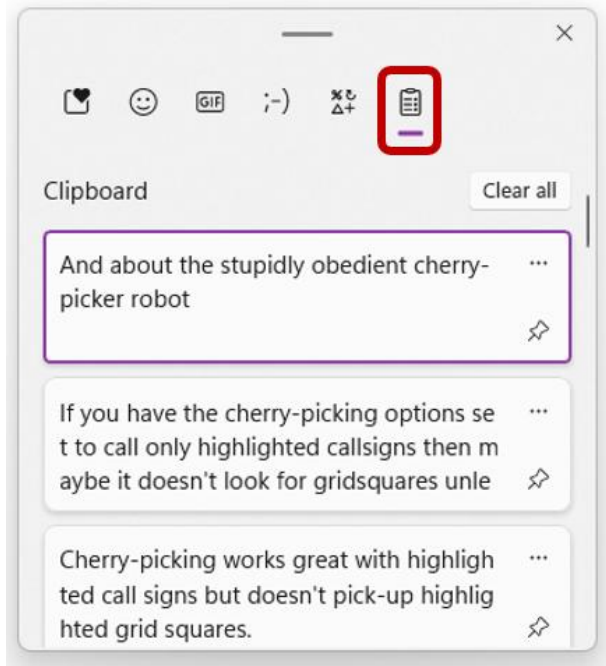 GIF ;-)
Clipboard Clear all
And about the stupidly obedient cherry-
picker robot
If you have the cherry-picking options se
t to call only highlighted callsigns then m
aybe it doesn't look for gridsquares unle
Cherry-picking works great with highligh
ted call signs but doesn't pick-up highlig
hted grid squares.